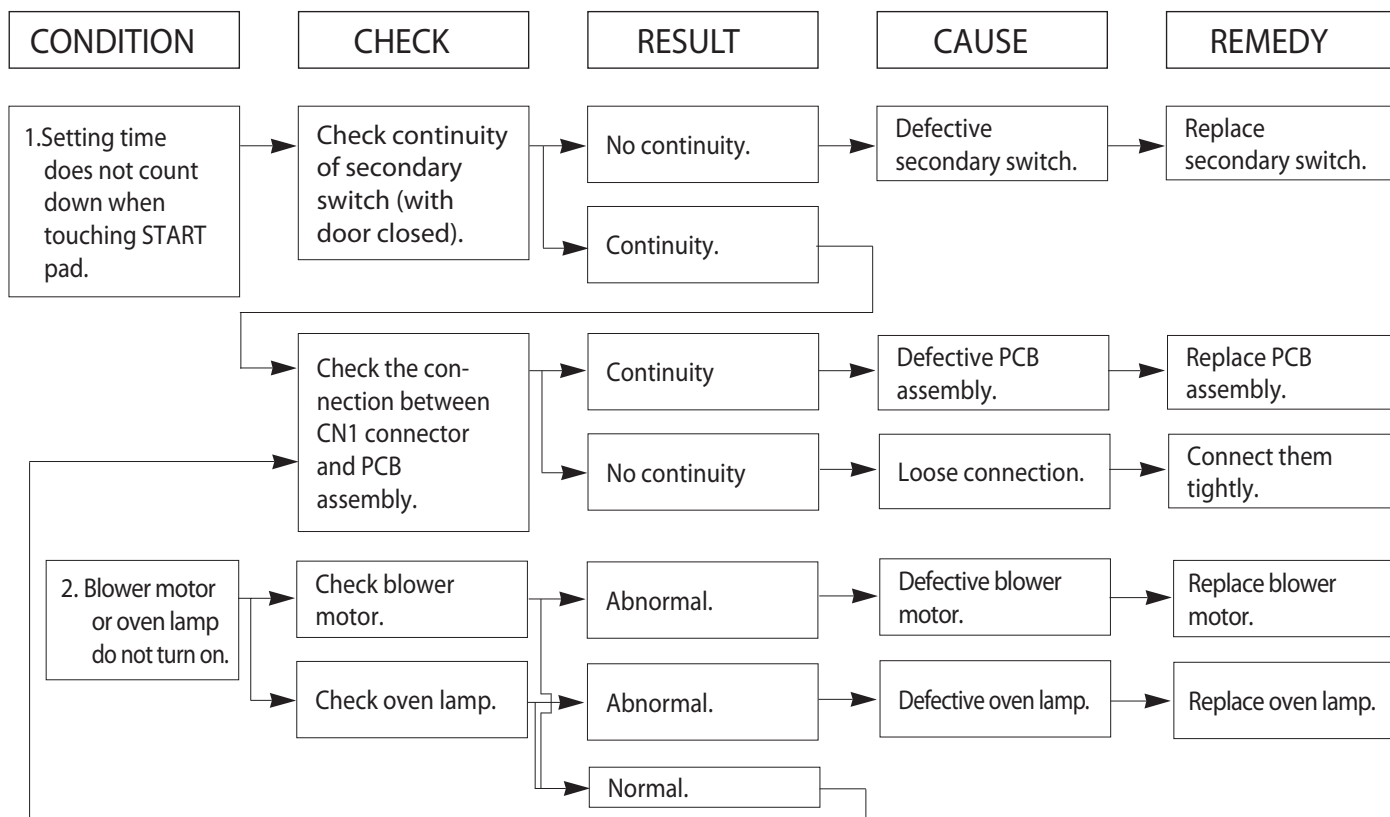 CONDITION
CHECK
RESULT
CAUSE
REMEDY
1.Setting time
does not count
down when
touching START
pad.
Check continuity
of secondary
switch (with
door closed).
No continuity.
Defective
secondary switch.
Replace
secondary switch.
Continuity.
Check the con-
nection between
CN1 connector
and PCB
assembly.
Continuity
Defective PCB
assembly.
Replace PCB
assembly.
No continuity
Loose connection.
Connect them
tightly.
2. Blower motor
or oven lamp
do not turn on.
Check blower
motor.
Abnormal.
Defective blower
motor.
Replace blower
motor.
Check oven lamp.
Abnormal.
Defective oven lamp.
Replace oven lamp.
Normal.